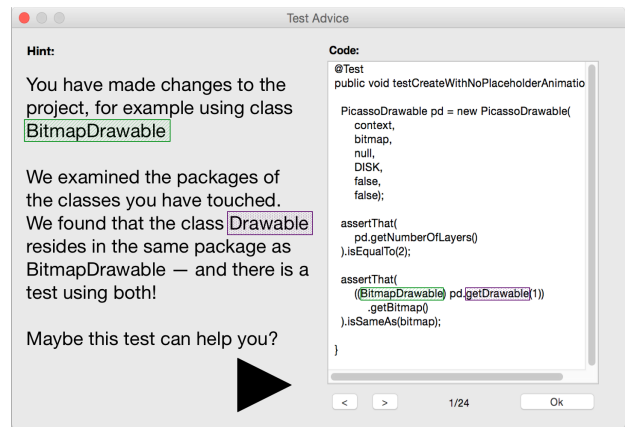 Test Advice
Hint:
You have made changes to the
project, for example using class
BitmapDrawable
We examined the packages of
the classes you have touched.
We found that the class Drawable
resides in the same package as
BitmapDrawable — and there is a
test using both!
Maybe this test can help you?
Code:
@Test
public void testCreateWithNoPlaceholderAnimatio
PicassoDrawable pd = new PicassoDrawable(
context,
bitmap,
null,
DISK,
false,
false);
assertThat(
pd.getNumberOfLayers()
).isEqualTo(2);
assertThat(
((BitmapDrawable) pd.getDrawable(1))
.getBitmap()
).isSameAs(bitmap);
}
< > 1/24 Ok